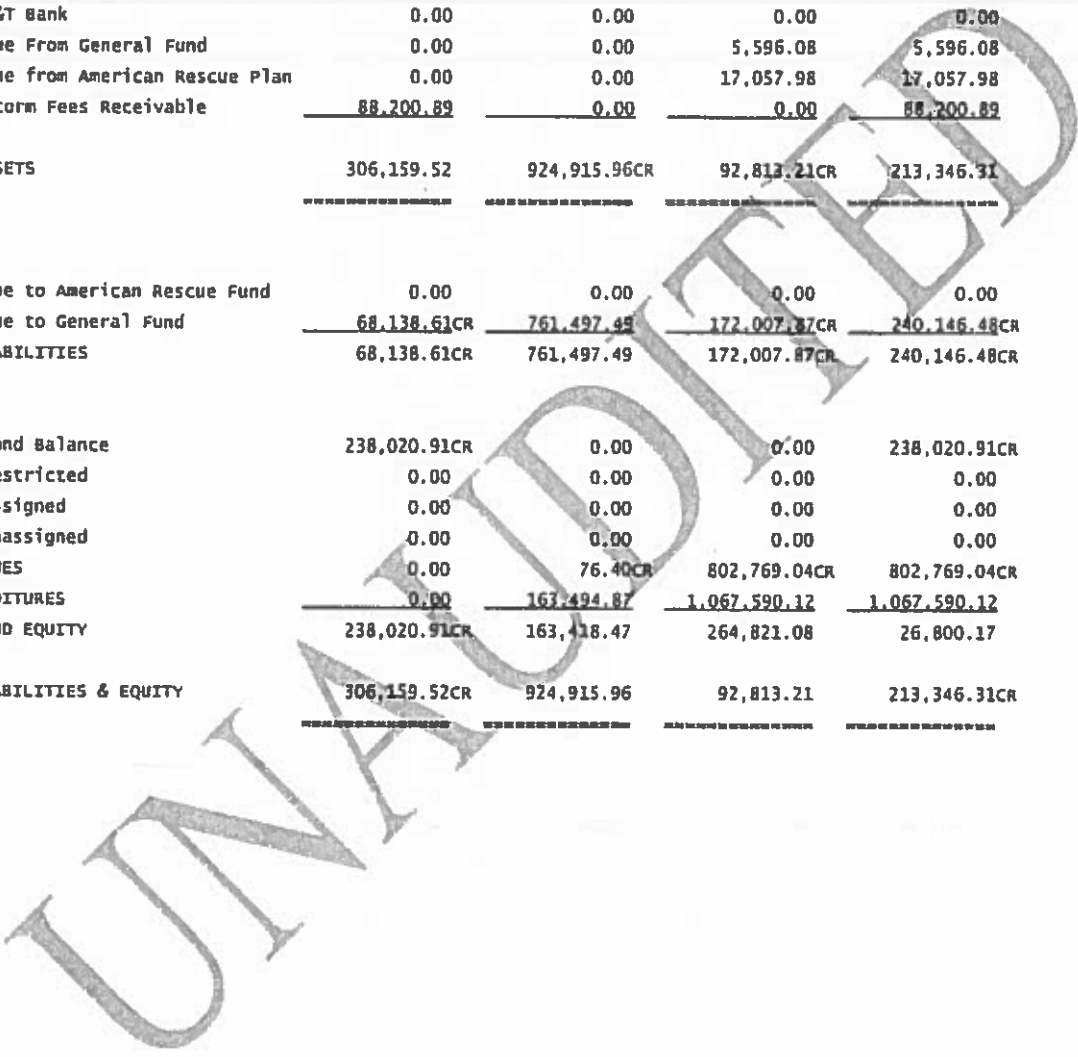 &T Bank 0.00 0.00 0.00 0.00
ue From General Fund 0.00 0.00 5,596.08 5,596.08
ue from American Rescue Plan 0.00 0.00 17,057.98 17,057.98
torm Fees Receivable 88,200.89 0.00 0.00 88,200.89
SETS 306,159.52 924,915.96CR 92,813.21CR 213,346.31
ue to American Rescue Fund 0.00 0.00 0.00 0.00
ue to General Fund 68,138.61CR 761,497.49 172,007.87CR 240,146.48CR
ABILITIES 68,138.61CR 761,497.49 172,007.87CR 240,146.48CR
ond Balance 238,020.91CR 0.00 0.00 238,020.91CR
estricted 0.00 0.00 0.00 0.00
signed 0.00 0.00 0.00 0.00
assigned 0.00 0.00 0.00 0.00
UES 0.00 76.40CR 802,769.04CR 802,769.04CR
DITURES 0.00 163,494.87 1,067,590.12 1,067,590.12
ND EQUITY 238,020.91CR 163,418.47 264,821.08 26,800.17
ABILITIES & EQUITY 306,159.52CR 924,915.96 92,813.21 213,346.31CR
UNAUDITED